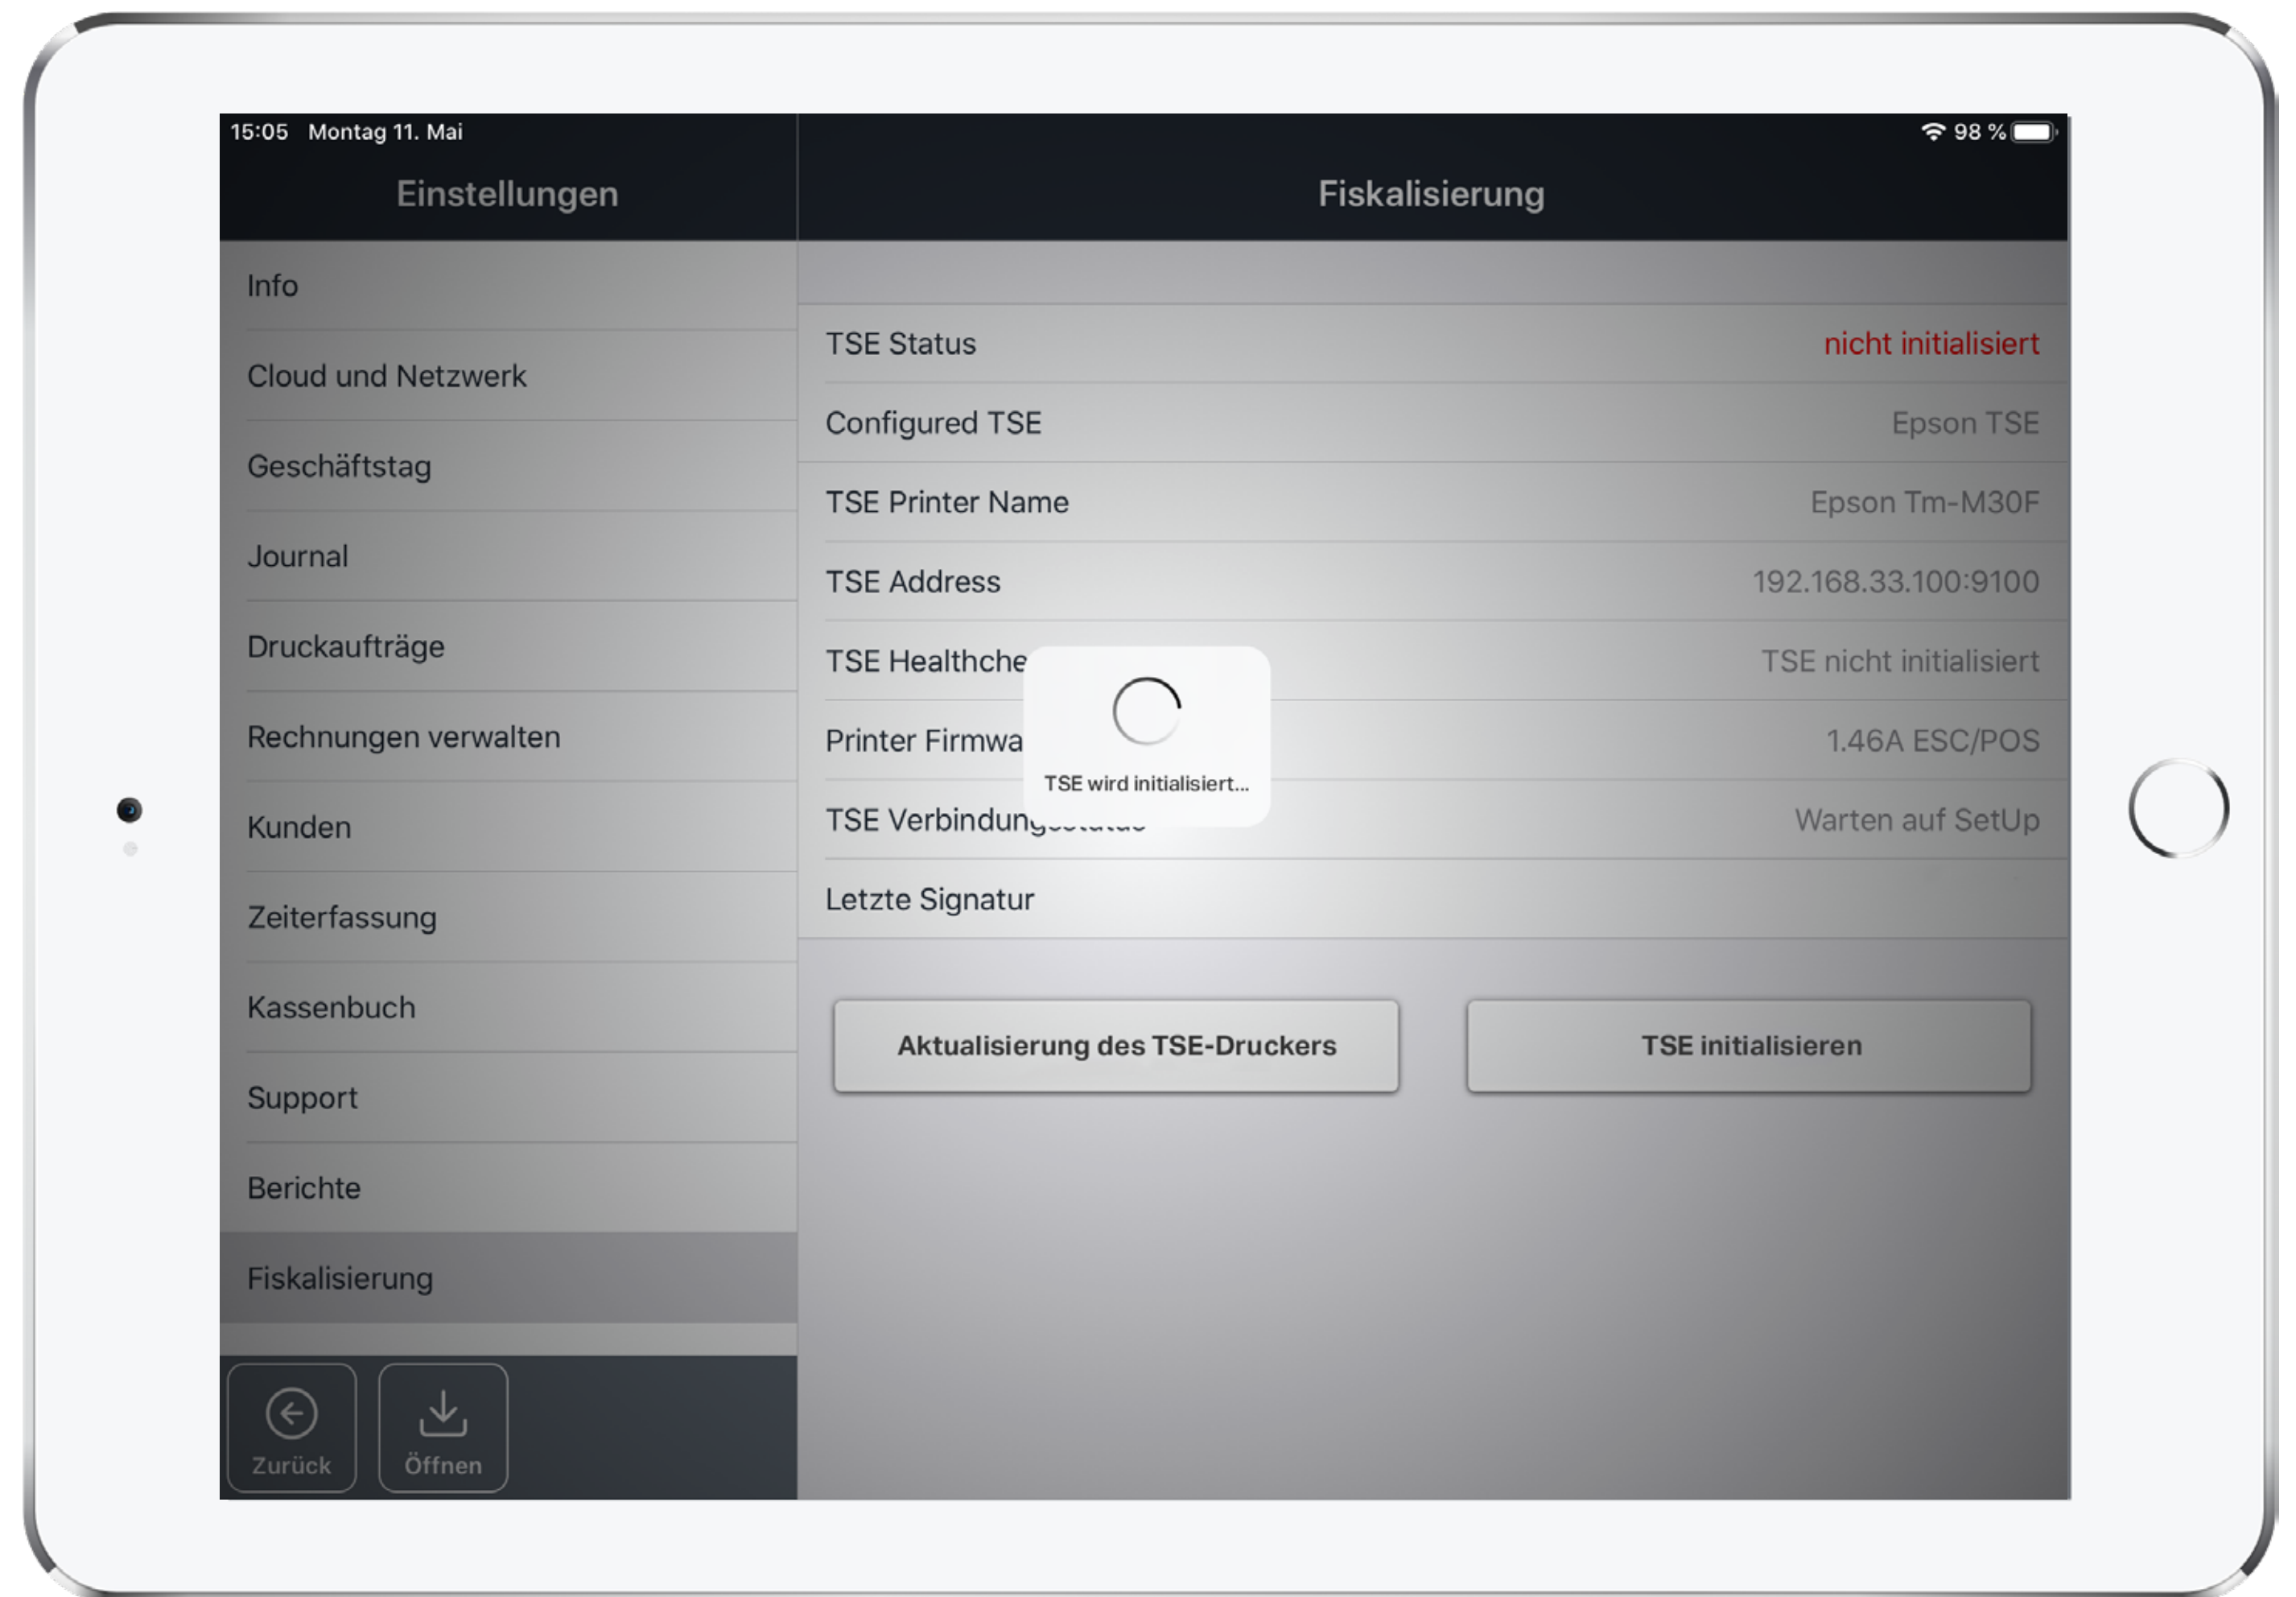 15:05 Montag 11. Mai
98 %
Einstellungen
Fiskalisierung
Info
Cloud und Netzwerk
Geschäftstag
Journal
Druckaufträge
Rechnungen verwalten
Kunden
Zeiterfassung
Kassenbuch
Support
Berichte
Fiskalisierung
Zurück
Öffnen
TSE Status nicht initialisiert
Configured TSE Epson TSE
TSE Printer Name Epson Tm-M30F
TSE Address 192.168.33.100:9100
TSE Healthche TSE nicht initialisiert
Printer Firmwa 1.46A ESC/POS
TSE Verbindungsstatus Warten auf SetUp
Letzte Signatur
TSE wird initialisiert...
Aktualisierung des TSE-Druckers
TSE initialisieren